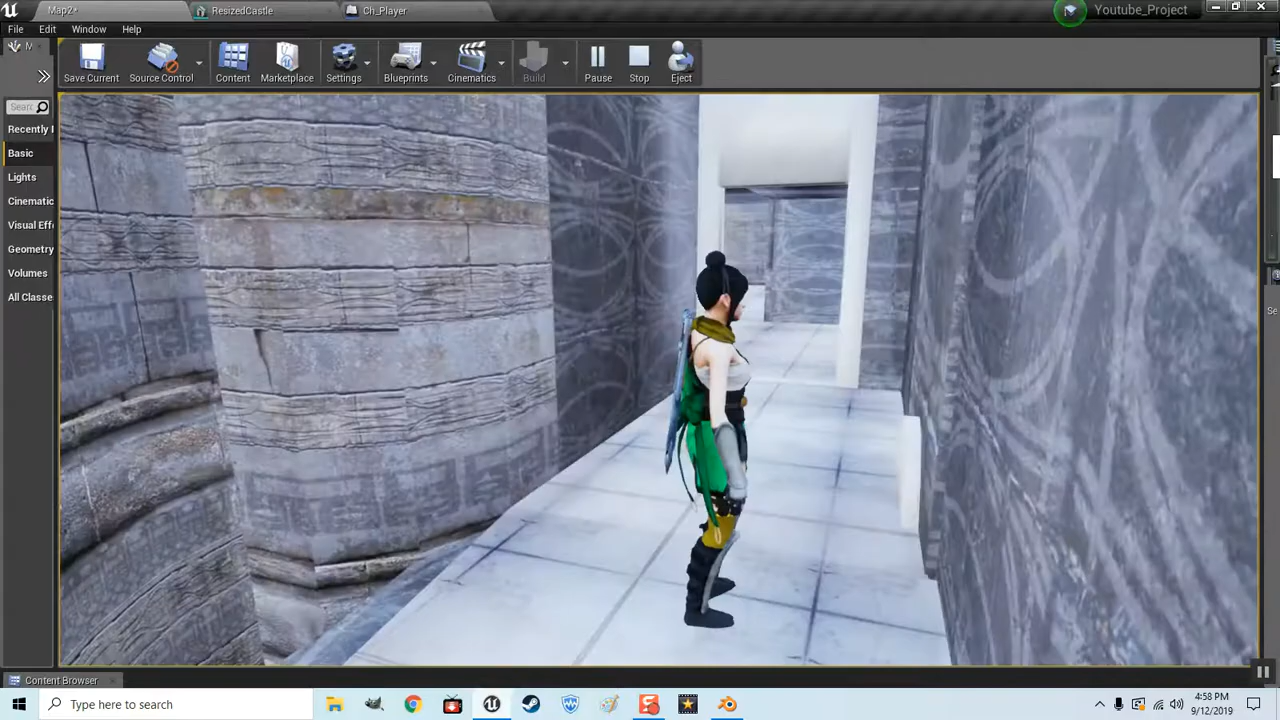 Map2*
ResizedCastle
Ch_Player
Youtube_Project
File Edit Window Help
Save Current
Source Control
Content
Marketplace
Settings
Blueprints
Cinematics
Build
Pause
Stop
Eject
Recently
Basic
Lights
Cinematic
Visual Effe
Geometry
Volumes
All Classe
Se
Content Browser
Type here to search
4:58 PM
9/12/2019